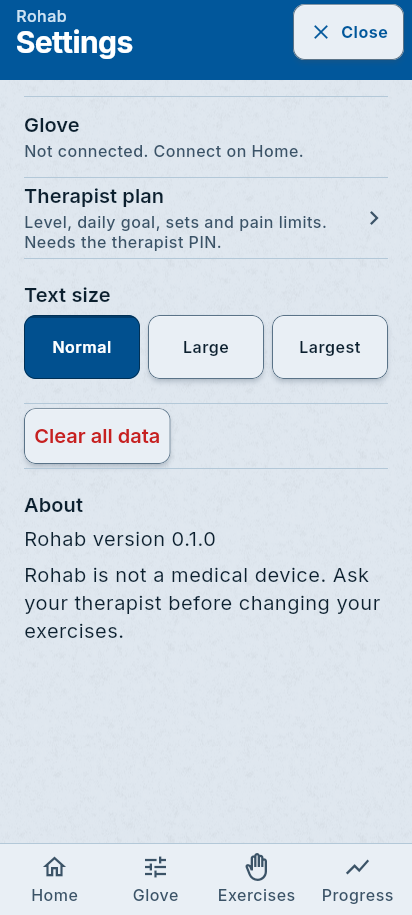 Rohab
Settings
Close
Glove
Not connected. Connect on Home.
Therapist plan
Level, daily goal, sets and pain limits.
Needs the therapist PIN.
Text size
Normal
Large
Largest
Clear all data
About
Rohab version 0.1.0
Rohab is not a medical device. Ask
your therapist before changing your
exercises.
Home
Glove
Exercises
Progress